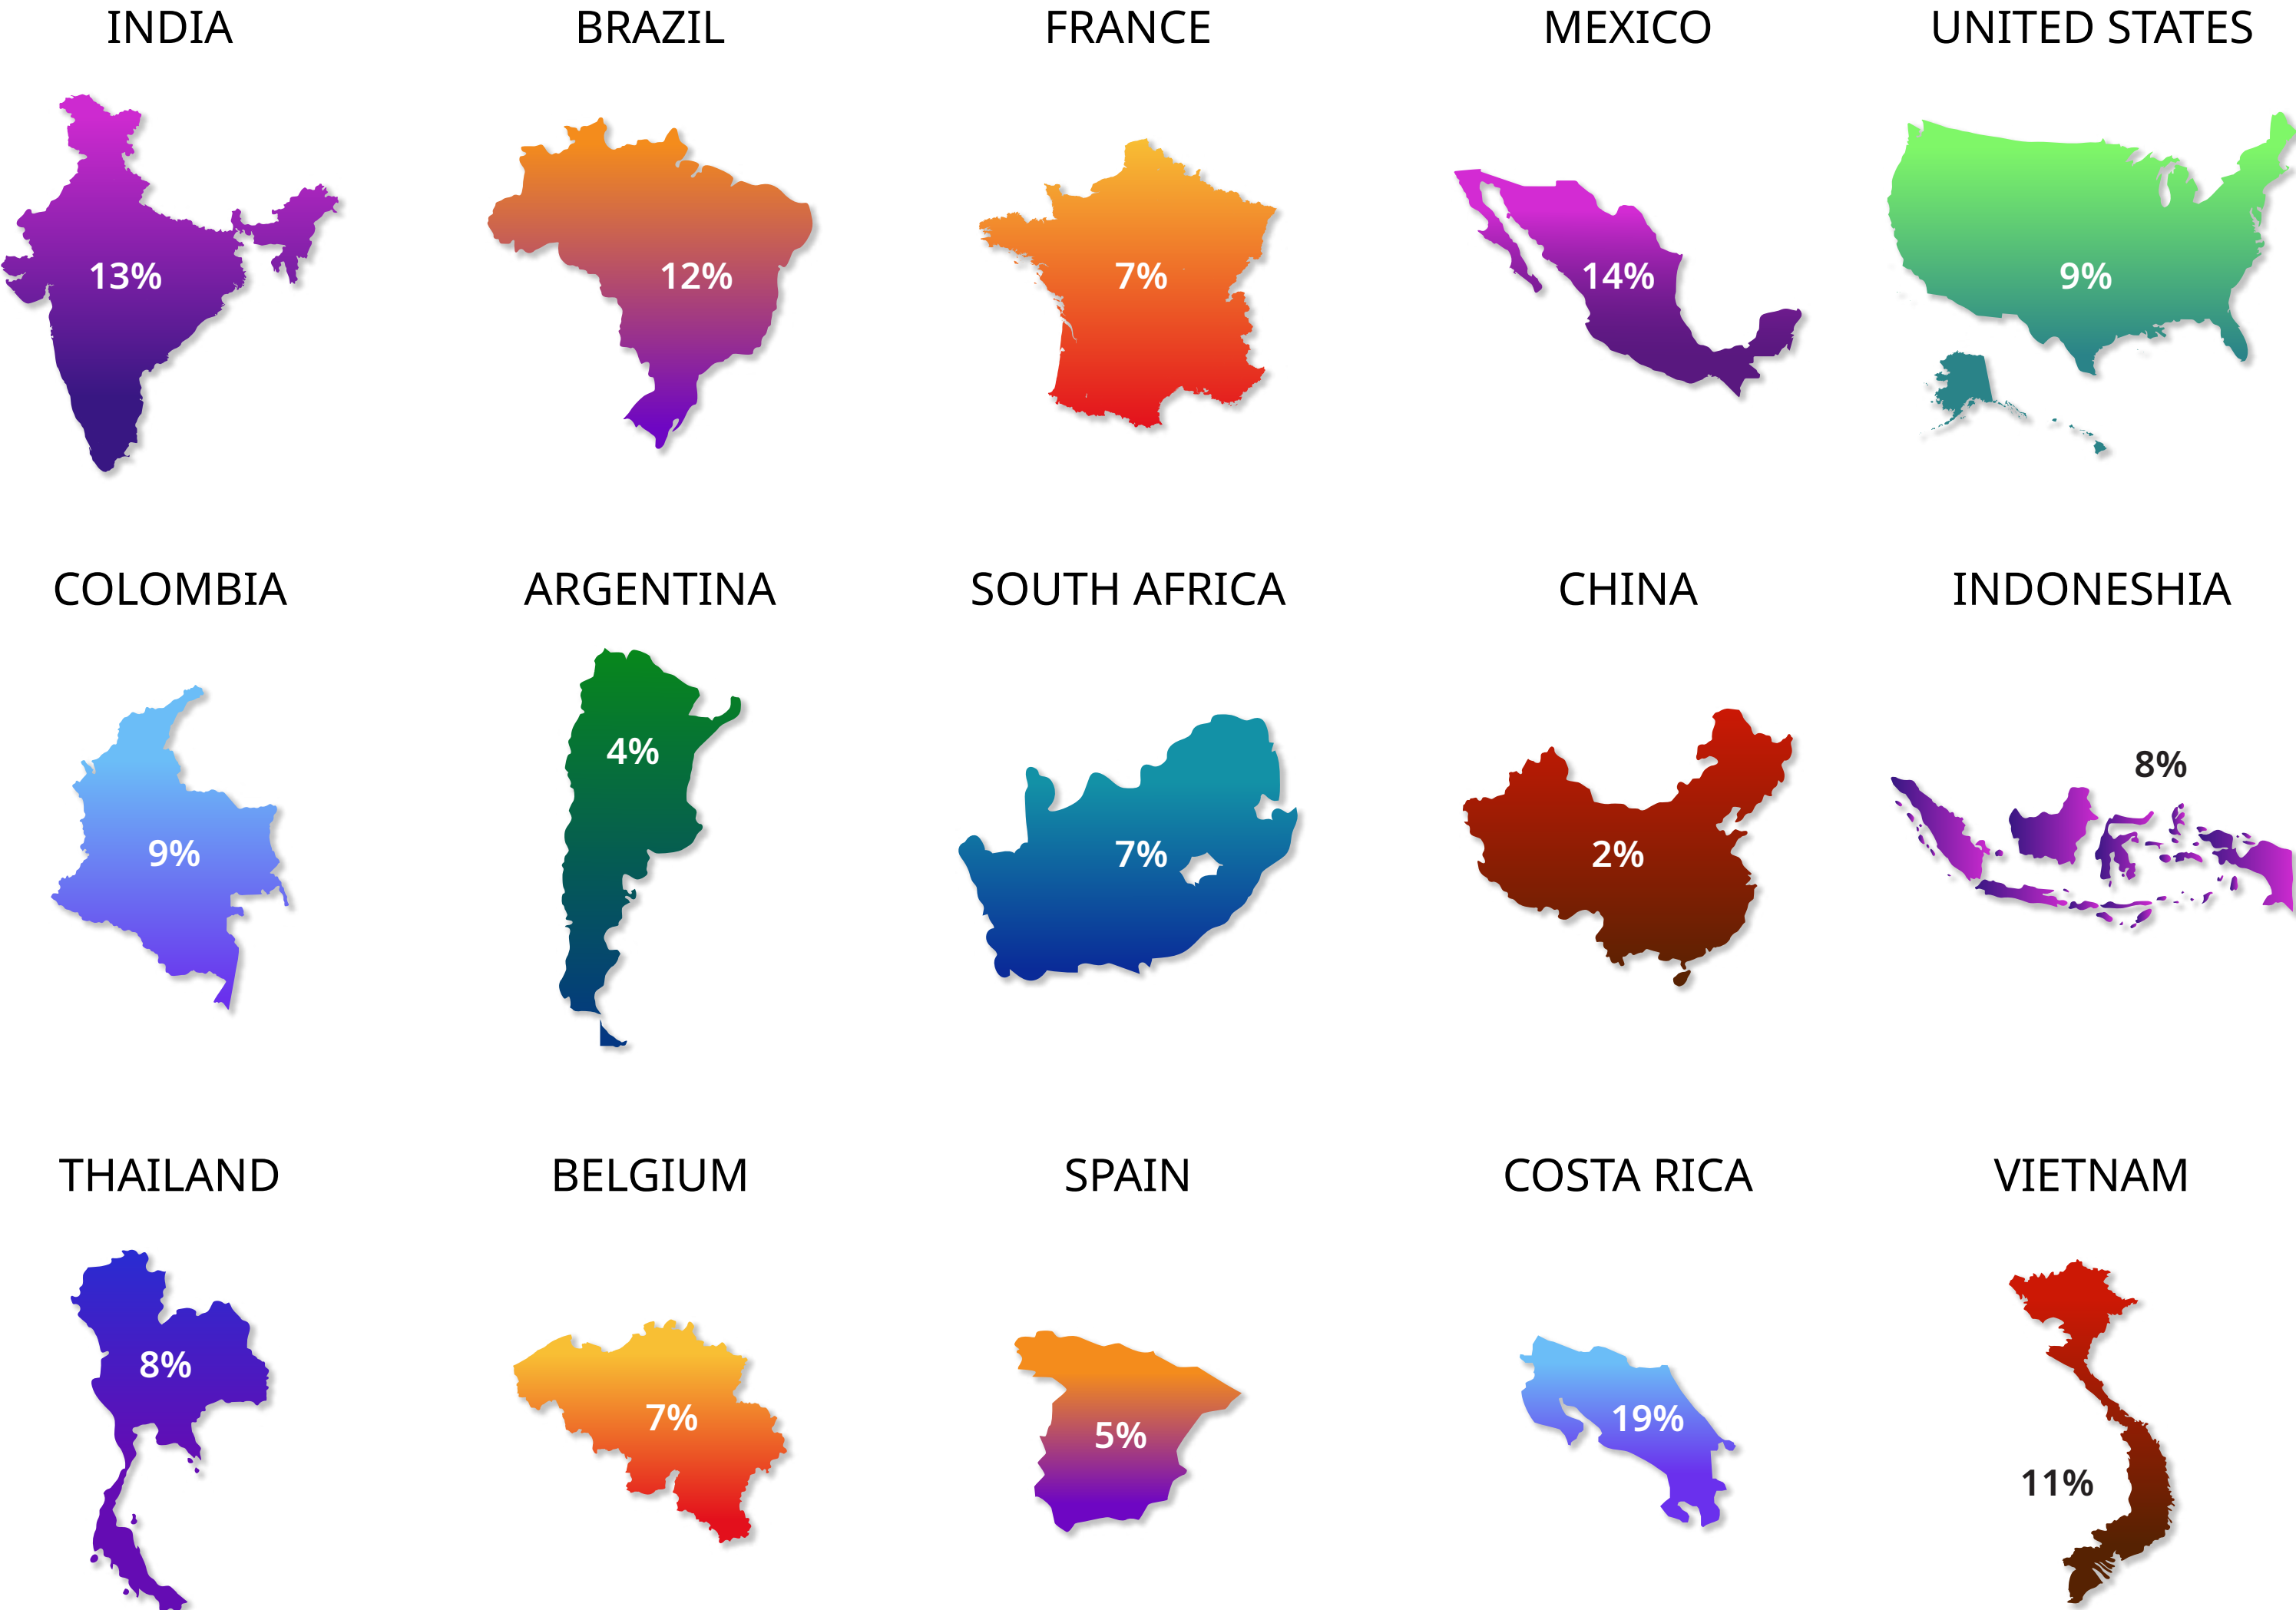 INDIA
BRAZIL
FRANCE
MEXICO
UNITED STATES
13%
12%
7%
14%
9%
COLOMBIA
ARGENTINA
SOUTH AFRICA
CHINA
INDONESHIA
9%
4%
7%
2%
8%
THAILAND
BELGIUM
SPAIN
COSTA RICA
VIETNAM
8%
7%
5%
19%
11%